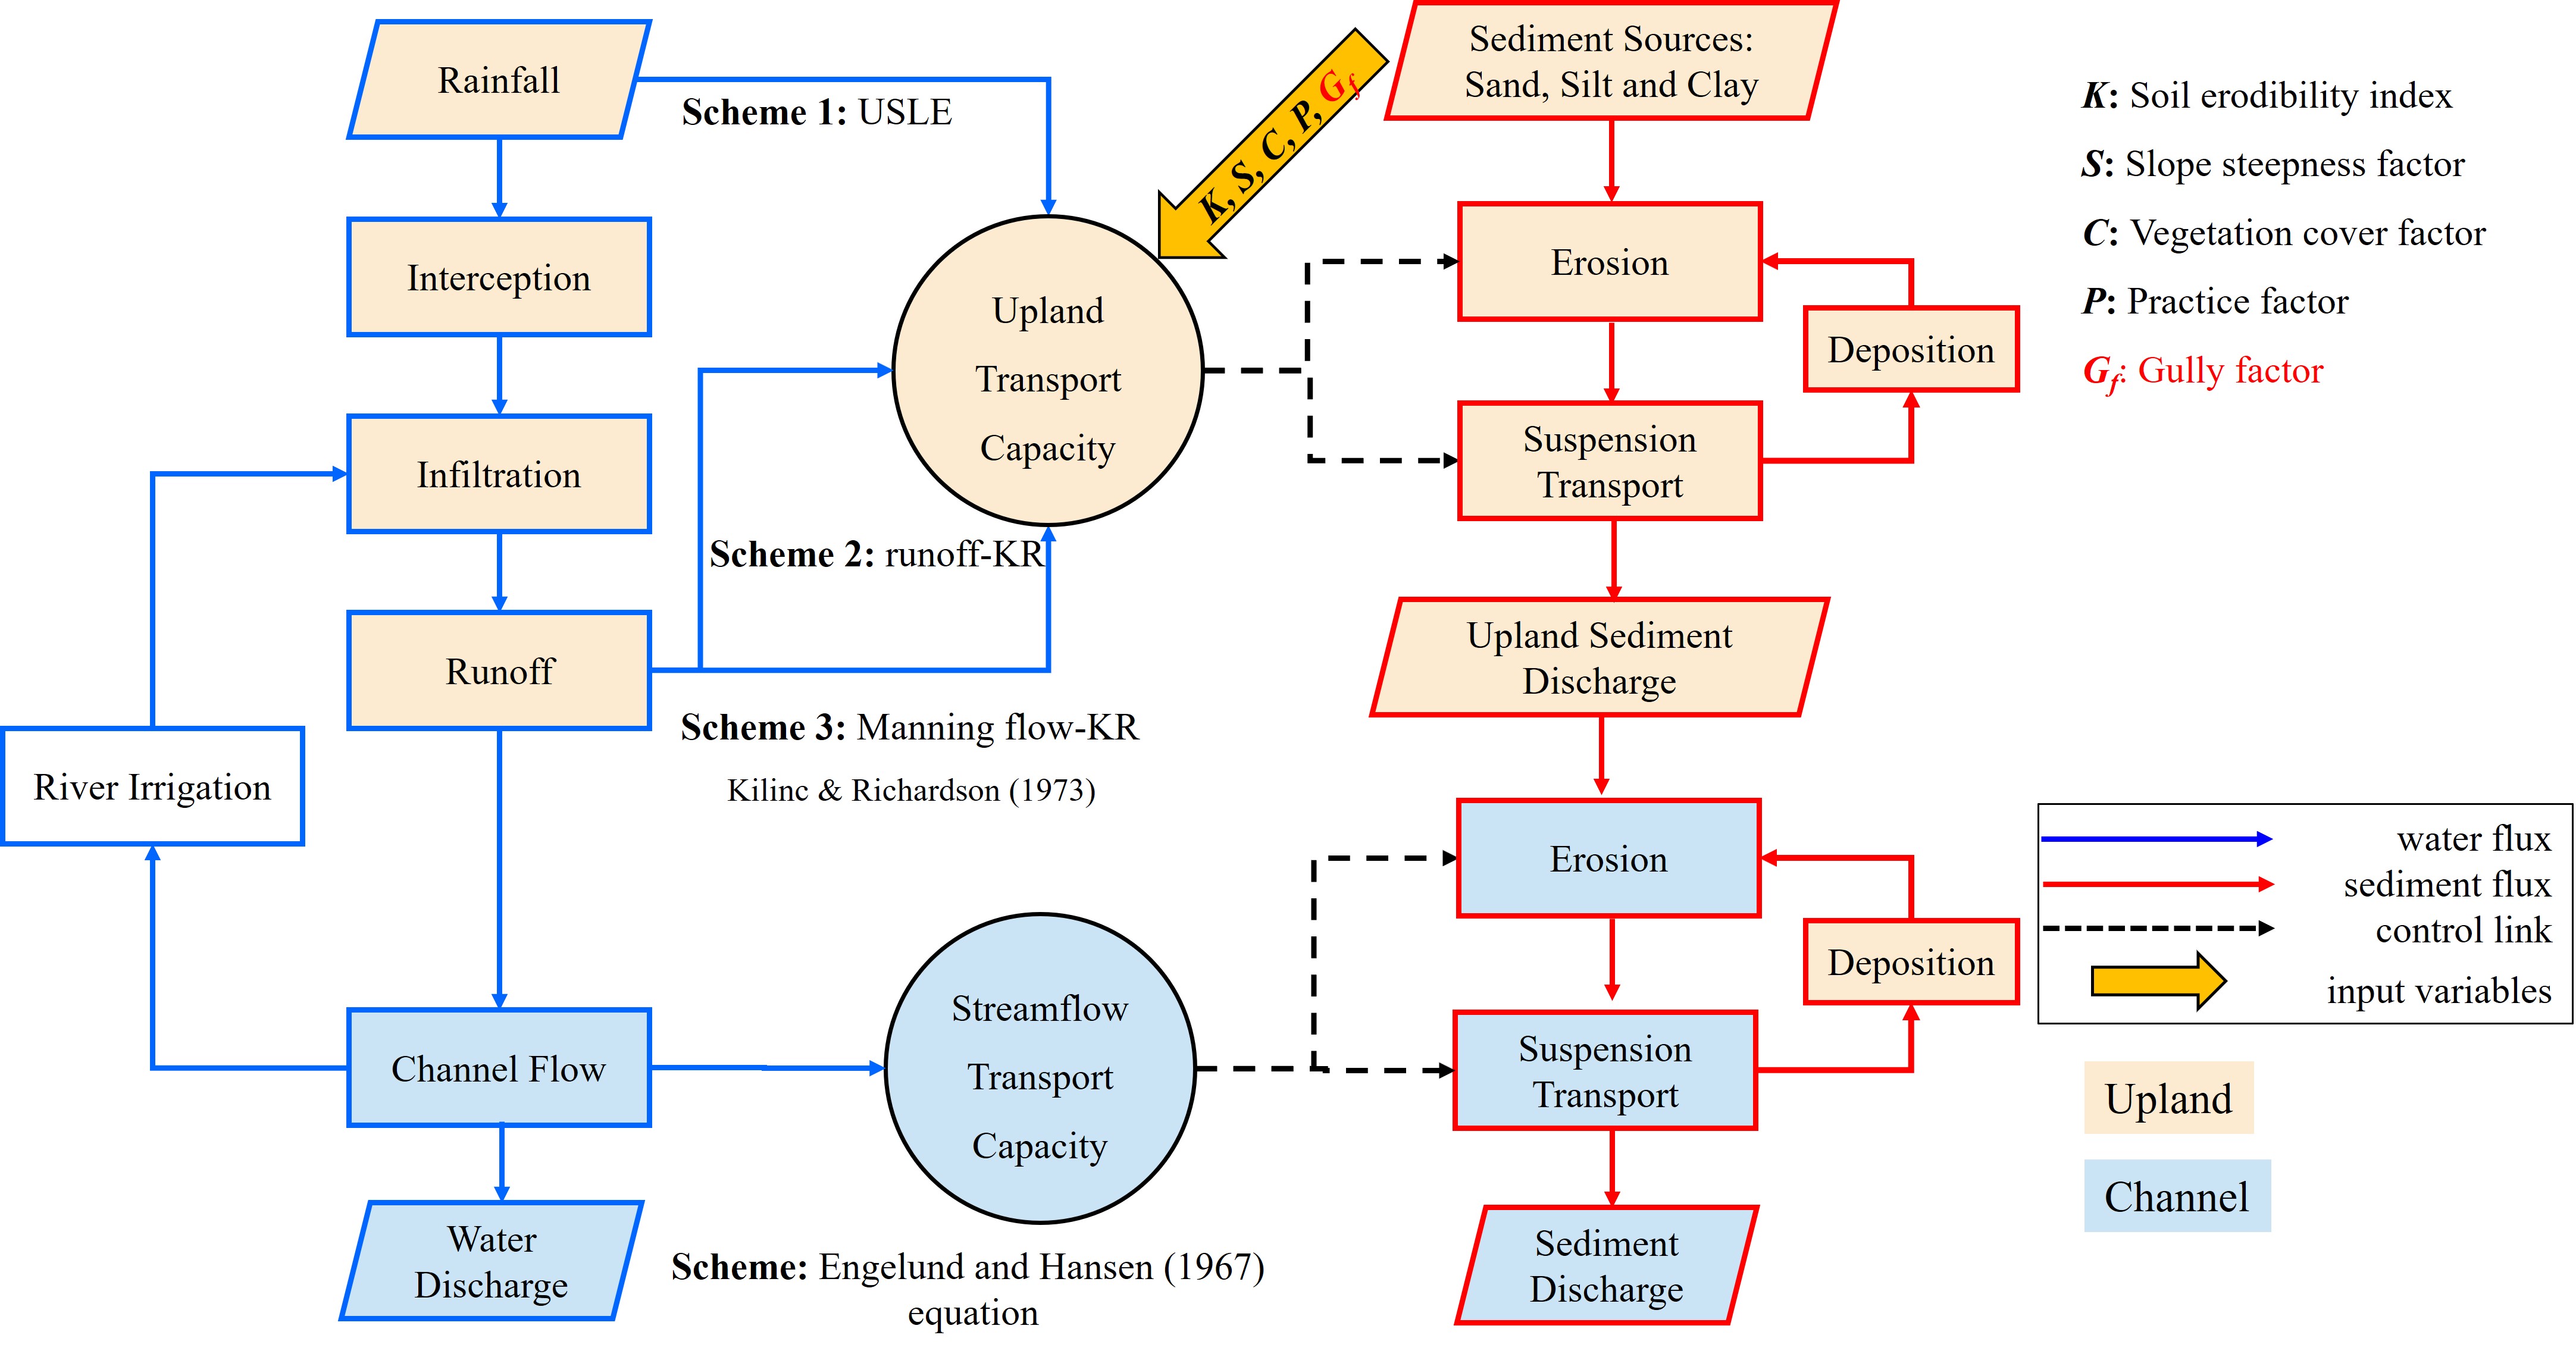 Rainfall
Scheme 1: USLE
Interception
Infiltration
Runoff
River Irrigation
Channel Flow
Water
Discharge
K, S, C, P, Gf
Upland
Transport
Capacity
Scheme 2: runoff-KR
Scheme 3: Manning flow-KR
Kilinc & Richardson (1973)
Streamflow
Transport
Capacity
Scheme: Engelund and Hansen (1967)
equation
Sediment Sources:
Sand, Silt and Clay
Erosion
Deposition
Suspension
Transport
Upland Sediment
Discharge
Erosion
Deposition
Suspension
Transport
Sediment
Discharge
K: Soil erodibility index
S: Slope steepness factor
C: Vegetation cover factor
P: Practice factor
Gf: Gully factor
water flux
sediment flux
control link
input variables
Upland
Channel